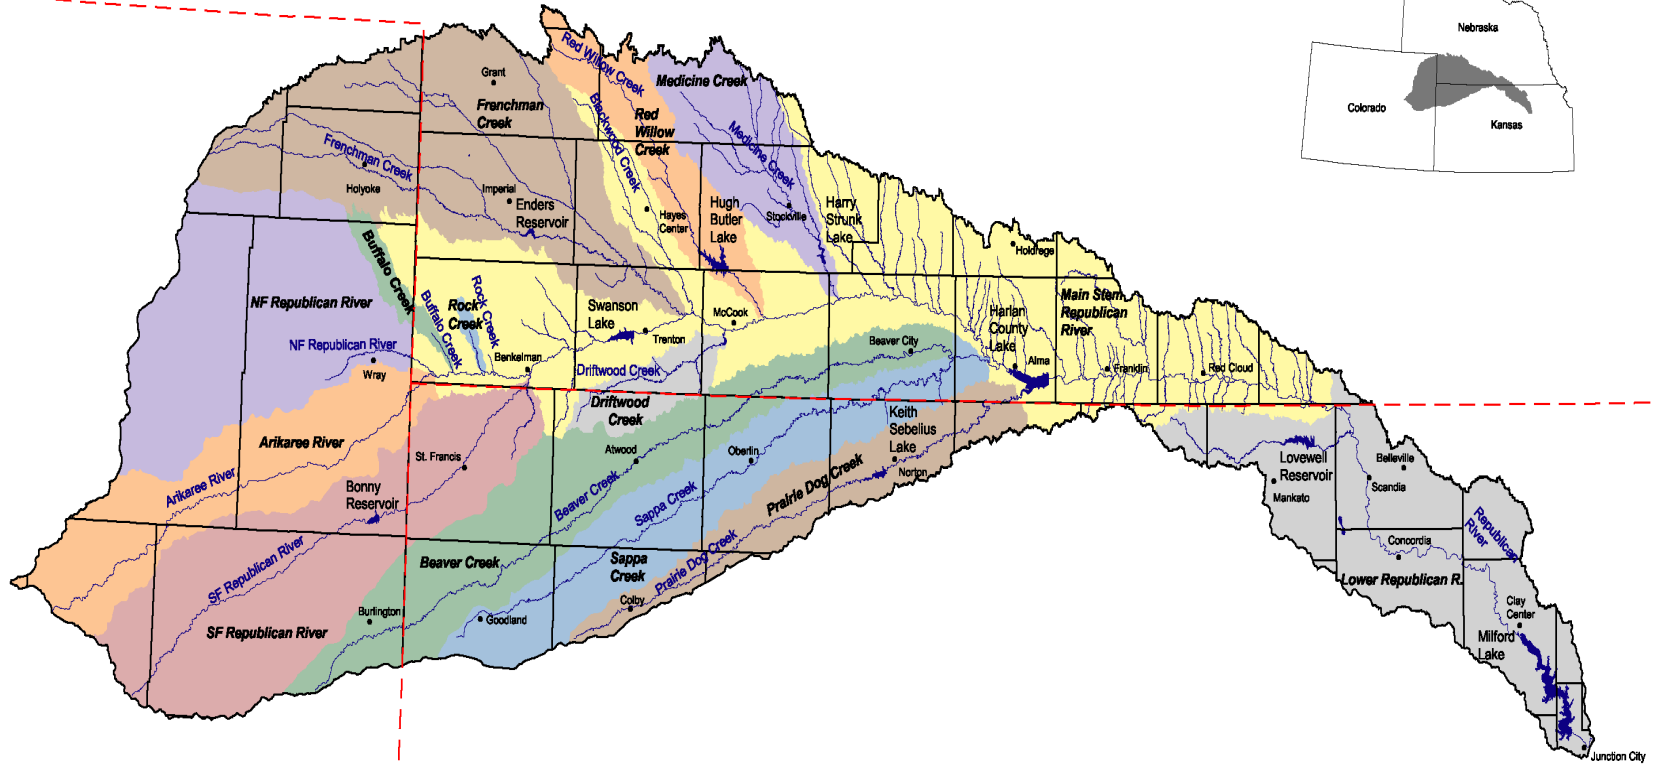 Nebraska
Colorado
Kansas
Red Willow Creek
Medicine Creek
Grant
Frenchman
Creek
Blackwood Creek
Red
Willow
Creek
Medicine Creek
Frenchman Creek
Holyoke
Imperial
Enders
Reservoir
Hayes
Center
Hugh
Butler
Lake
Stockville
Harry
Strunk
Lake
Holdrege
Buffalo Creek
NF Republican River
Buffalo Creek
Rock
Creek
Rock Creek
Swanson
Lake
Trenton
McCook
Harlan
County
Lake
Main Stem
Republican
River
NF Republican River
Wray
Benkelman
Driftwood Creek
Beaver City
Alma
Franklin
Red Cloud
Driftwood
Creek
Keith
Sebelius
Lake
Norton
Arikaree River
Arikaree River
St. Francis
Bonny
Reservoir
Atwood
Oberlin
Beaver Creek
Sappa Creek
Prairie Dog Creek
Lovewell
Reservoir
Mankato
Belleville
Scandia
Republican
River
Concordia
SF Republican River
Beaver Creek
Sappa
Creek
Prairie Dog Creek
Colby
Lower Republican R.
Burlington
SF Republican River
Goodland
Clay
Center
Milford
Lake
Junction City